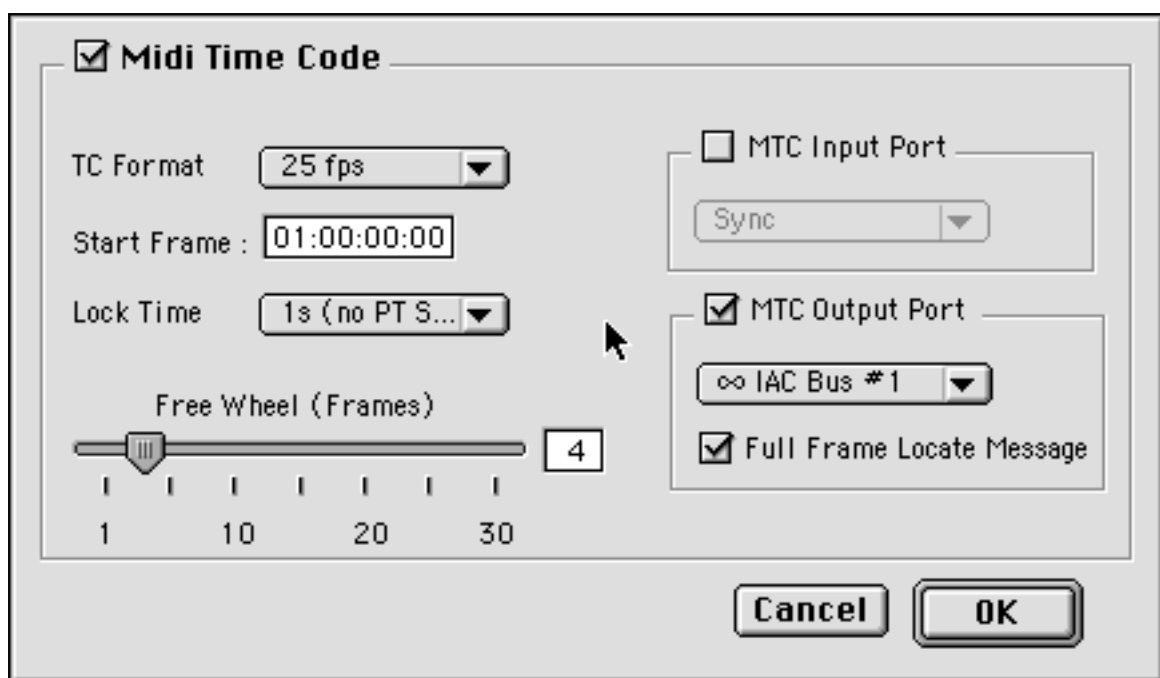 Midi Time Code
TC Format 25 fps
Start Frame : 01:00:00:00
Lock Time 1s (no PT S...
Free Wheel (Frames)
4
1 10 20 30
MTC Input Port
Sync
MTC Output Port
∞ IAC Bus #1
Full Frame Locate Message
Cancel OK